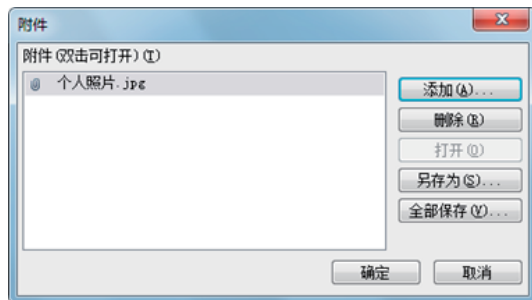 附件
附件(双击可打开)(T)
个人照片.jpg
添加(A)...
删除(R)
打开(O)
另存为(S)...
全部保存(V)...
确定
取消